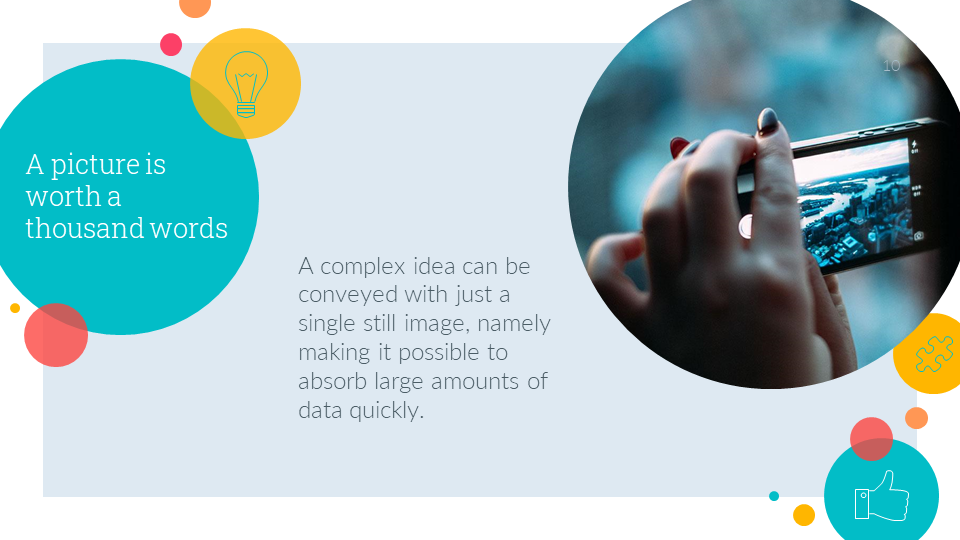 A picture is
worth a
thousand words
10
A complex idea can be
conveyed with just a
single still image, namely
making it possible to
absorb large amounts of
data quickly.